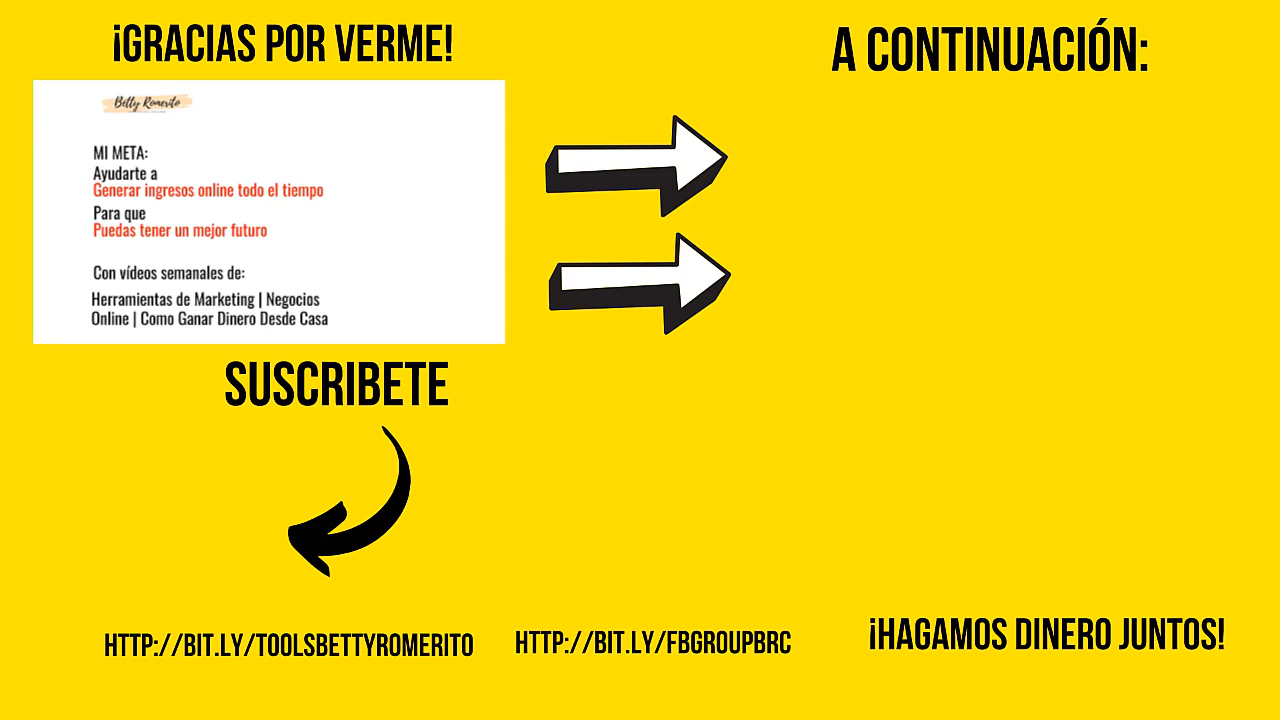 ¡GRACIAS POR VERME!
A CONTINUACIÓN:
Betty Romerito
MI META:
Ayudarte a
Generar ingresos online todo el tiempo
Para que
Puedas tener un mejor futuro
Con vídeos semanales de:
Herramientas de Marketing | Negocios
Online | Como Ganar Dinero Desde Casa
SUSCRIBETE
HTTP://BIT.LY/TOOLSBETTYROMERITO
HTTP://BIT.LY/FBGROUPBRC
¡HAGAMOS DINERO JUNTOS!